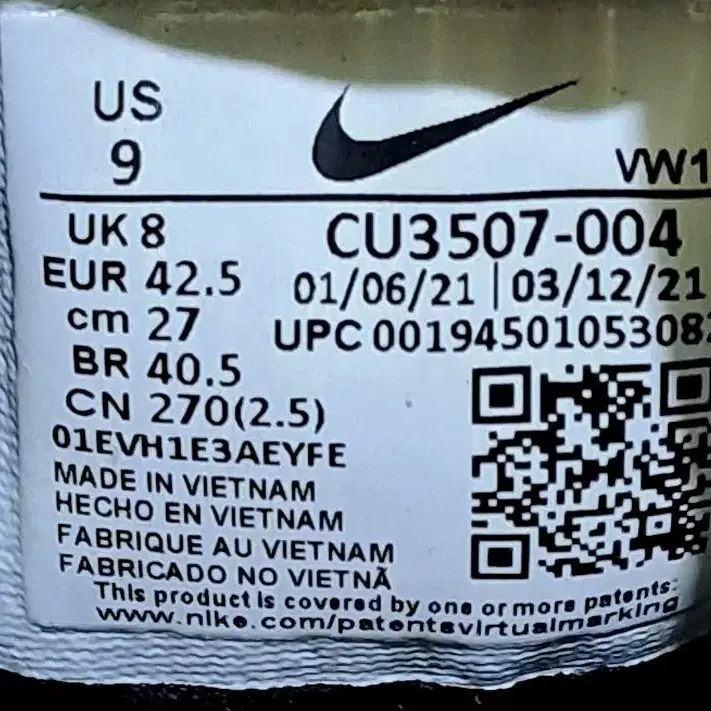 US
9
VW1
UK 8
CU3507-004
EUR 42.5
01/06/21 | 03/12/21
cm 27
UPC 00194501053082
BR 40.5
CN 270(2.5)
01EVH1E3AEYFE
MADE IN VIETNAM
HECHO EN VIETNAM
FABRIQUE AU VIETNAM
FABRICADO NO VIETNÃ
This product is covered by one or more patents:
www.nike.com/patentsvirtualmarking